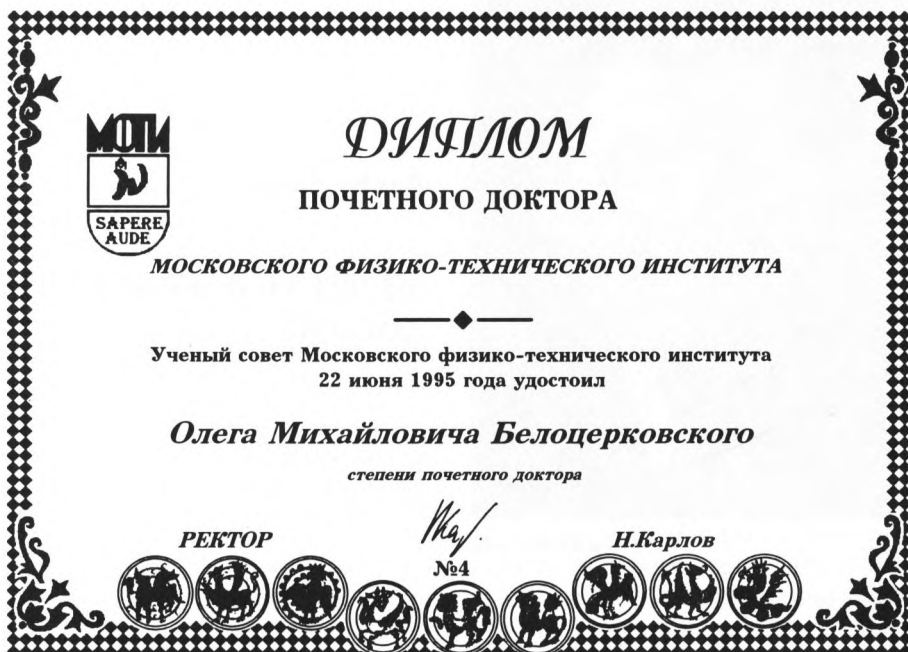 МФТИ
SAPERE
AUDE
ДИПЛОМ
ПОЧЕТНОГО ДОКТОРА
МОСКОВСКОГО ФИЗИКО-ТЕХНИЧЕСКОГО ИНСТИТУТА
Ученый совет Московского физико-технического института
22 июня 1995 года удостоил
Олега Михайловича Белоцерковского
степени почетного доктора
РЕКТОР Н.Карлов
№4